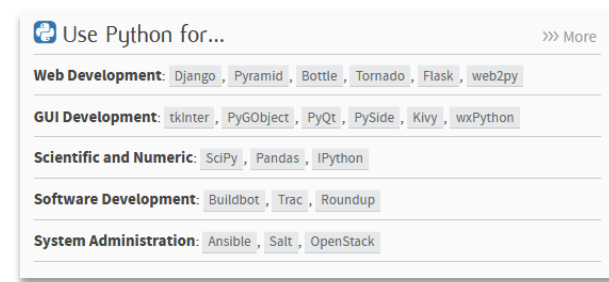 Use Python for... >>> More
Web Development: Django , Pyramid , Bottle , Tornado , Flask , web2py
GUI Development: tkInter , PyGObject , PyQt , PySide , Kivy , wxPython
Scientific and Numeric: SciPy , Pandas , IPython
Software Development: Buildbot , Trac , Roundup
System Administration: Ansible , Salt , OpenStack